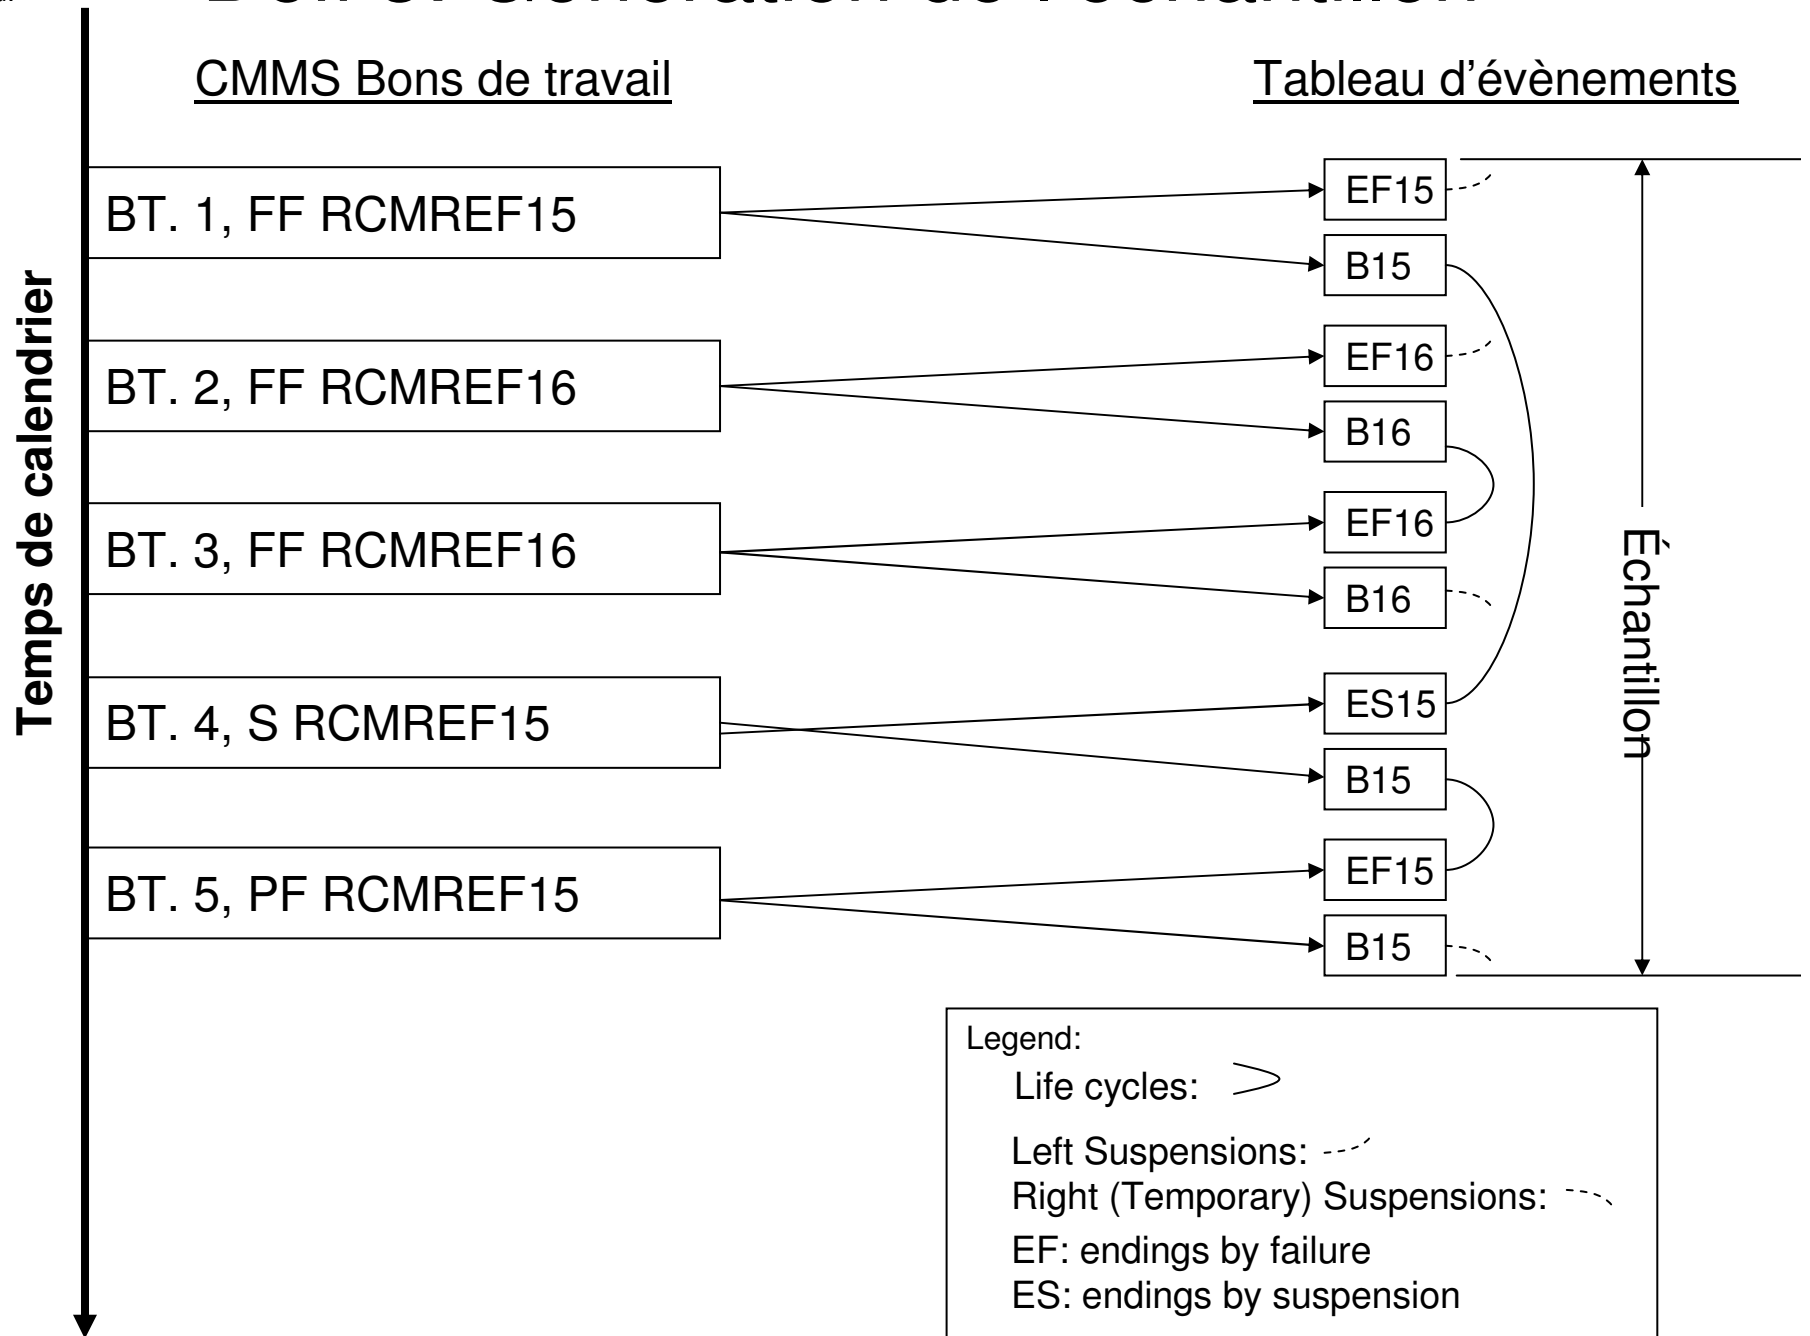 CMMS Bons de travail
Tableau d'évènements
Temps de calendrier
BT. 1, FF RCMREF15
BT. 2, FF RCMREF16
BT. 3, FF RCMREF16
BT. 4, S RCMREF15
BT. 5, PF RCMREF15
EF15
B15
EF16
B16
EF16
B16
ES15
B15
EF15
B15
Échantillon
Legend:
Life cycles:
Left Suspensions:
Right (Temporary) Suspensions:
EF: endings by failure
ES: endings by suspension